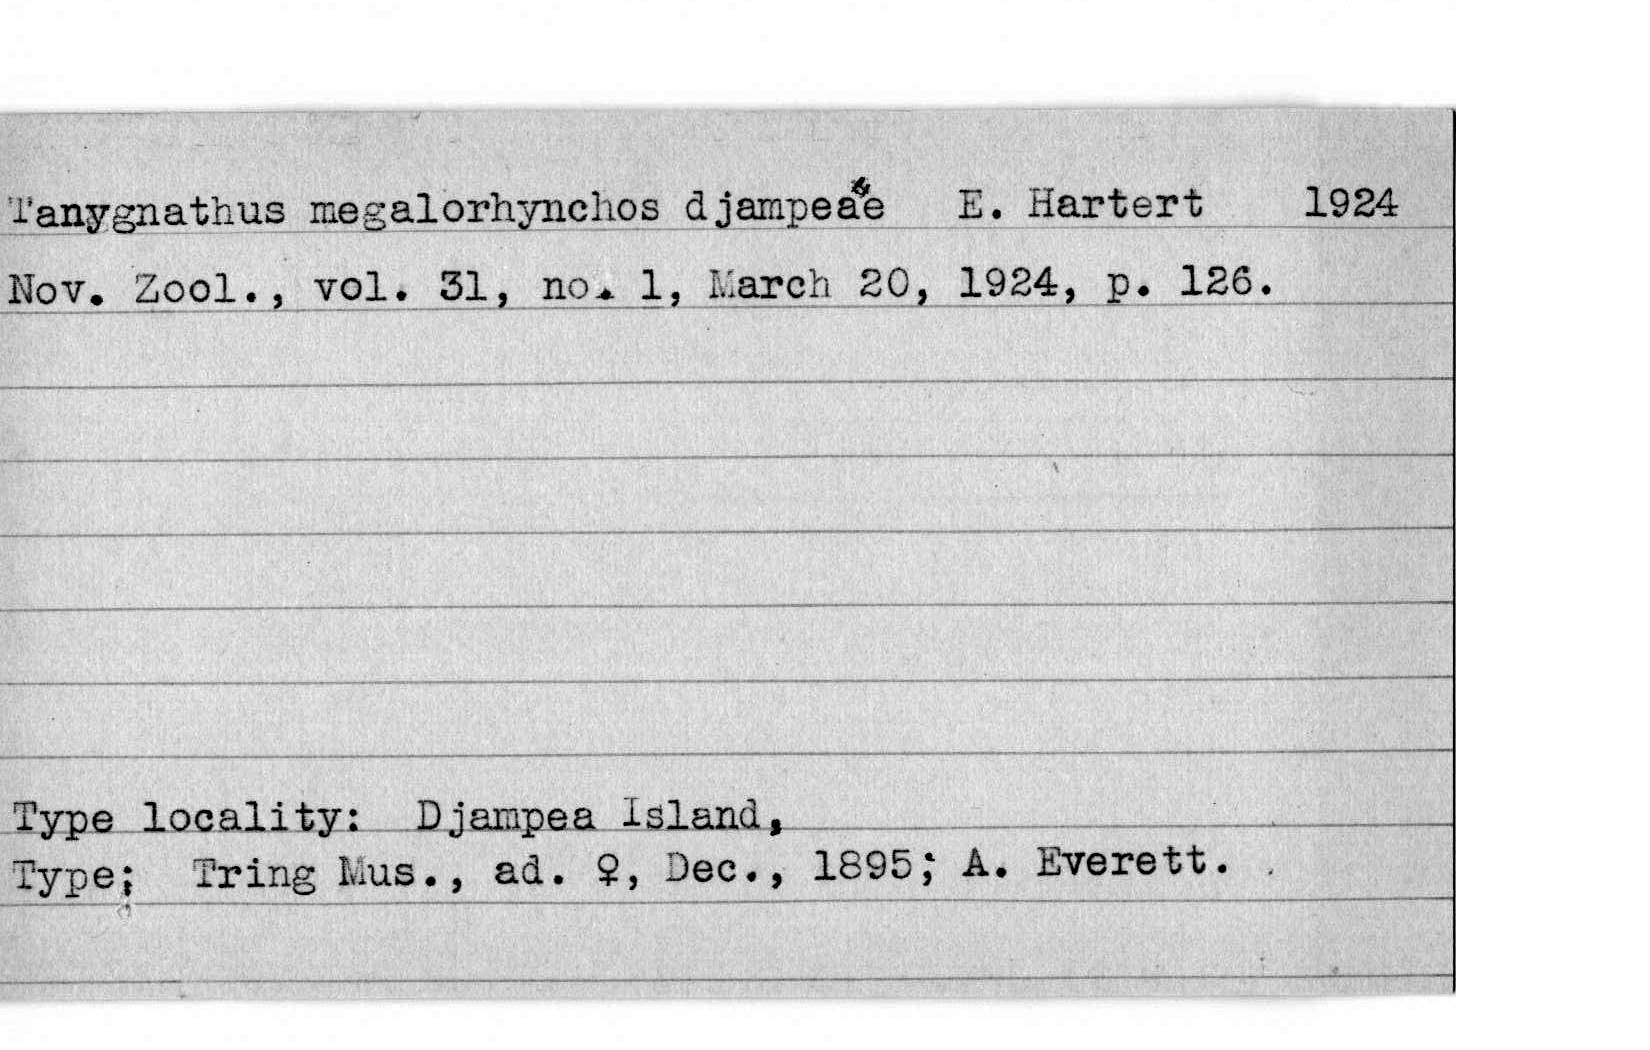 Tanygnathus megalorhynchos djampeae E. Hartert 1924
Nov. Zool., vol. 31, no. 1, March 20, 1924, p. 126.
Type locality: Djampea Island,
Type; Tring Mus., ad. ♀, Dec., 1895; A. Everett.